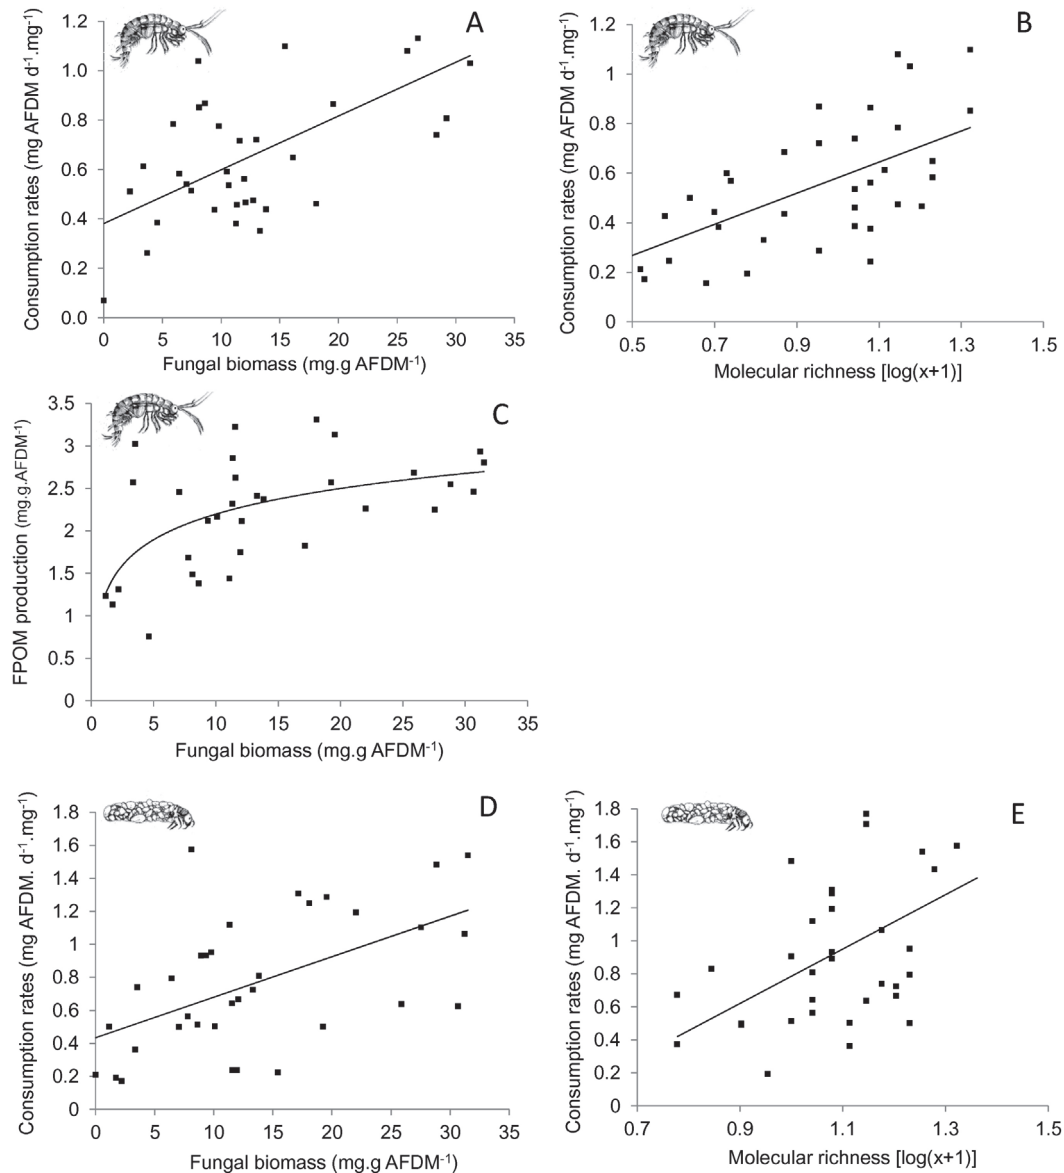 A
Consumption rates (mg AFDM d⁻¹.mg⁻¹)
1.2
1.0
0.8
0.6
0.4
0.2
0.0
0 5 10 15 20 25 30 35
Fungal biomass (mg.g AFDM⁻¹)
B
Consumption rates (mg AFDM d⁻¹.mg⁻¹)
1.2
1
0.8
0.6
0.4
0.2
0
0.5 0.7 0.9 1.1 1.3 1.5
Molecular richness [log(x+1)]
C
FPOM production (mg.g.AFDM⁻¹)
3.5
3
2.5
2
1.5
1
0.5
0
0 5 10 15 20 25 30 35
Fungal biomass (mg.g AFDM⁻¹)
D
Consumption rates (mg AFDM. d⁻¹.mg⁻¹)
1.8
1.6
1.4
1.2
1
0.8
0.6
0.4
0.2
0
0 5 10 15 20 25 30 35
Fungal biomass (mg.g AFDM⁻¹)
E
Consumption rates (mg AFDM. d⁻¹.mg⁻¹)
1.8
1.6
1.4
1.2
1
0.8
0.6
0.4
0.2
0
0.7 0.9 1.1 1.3 1.5
Molecular richness [log(x+1)]